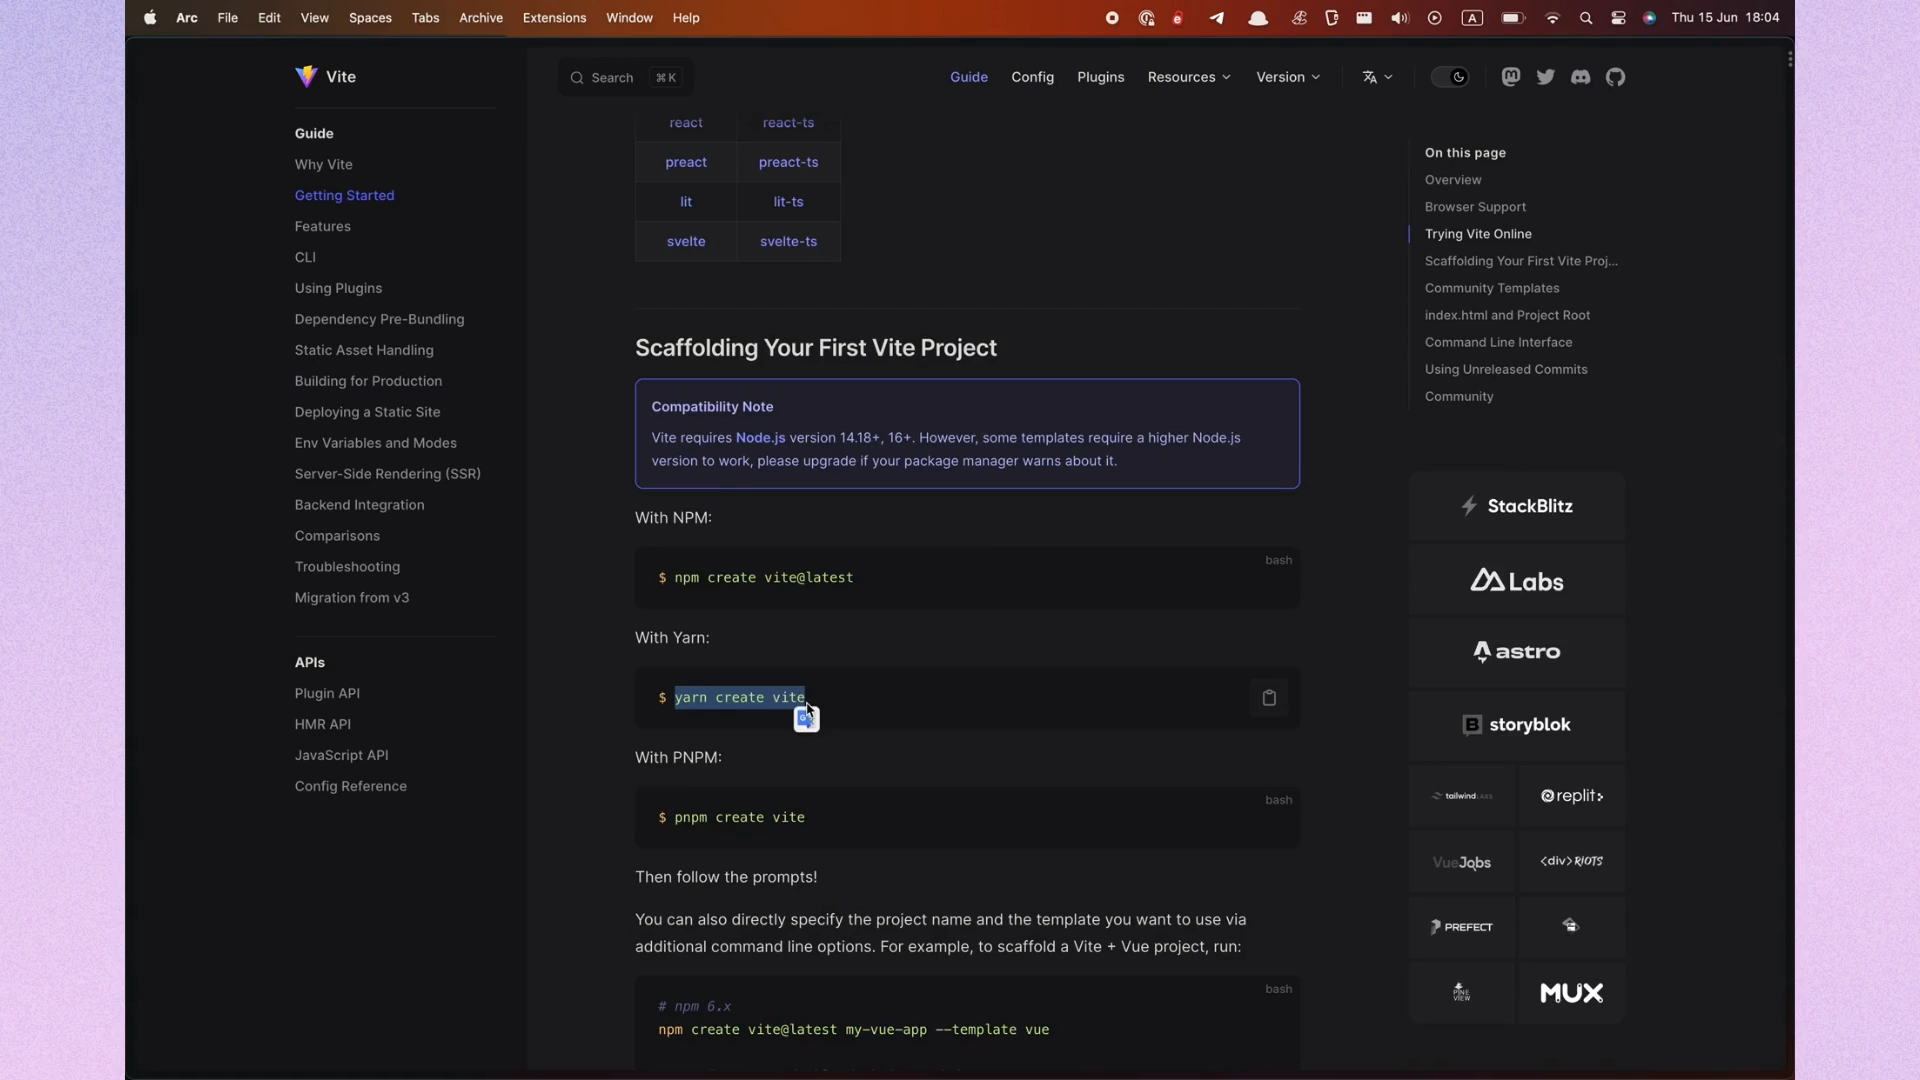 Arc File Edit View Spaces Tabs Archive Extensions Window Help
A
Thu 15 Jun 18:04
Vite
Search ⌘K
Guide Config Plugins Resources Version
Guide
Why Vite
Getting Started
Features
CLI
Using Plugins
Dependency Pre-Bundling
Static Asset Handling
Building for Production
Deploying a Static Site
Env Variables and Modes
Server-Side Rendering (SSR)
Backend Integration
Comparisons
Troubleshooting
Migration from v3
APIs
Plugin API
HMR API
JavaScript API
Config Reference
react react-ts
preact preact-ts
lit lit-ts
svelte svelte-ts
Scaffolding Your First Vite Project
Compatibility Note
Vite requires Node.js version 14.18+, 16+. However, some templates require a higher Node.js
version to work, please upgrade if your package manager warns about it.
With NPM:
bash
$ npm create vite@latest
With Yarn:
$ yarn create vite
With PNPM:
bash
$ pnpm create vite
Then follow the prompts!
You can also directly specify the project name and the template you want to use via
additional command line options. For example, to scaffold a Vite + Vue project, run:
bash
# npm 6.x
npm create vite@latest my-vue-app --template vue
On this page
Overview
Browser Support
Trying Vite Online
Scaffolding Your First Vite Proj...
Community Templates
index.html and Project Root
Command Line Interface
Using Unreleased Commits
Community
StackBlitz
Labs
astro
storyblok
tailwind LABS
replit
VueJobs
<div>RIOTS
PREFECT
PINE VIEW
MUX